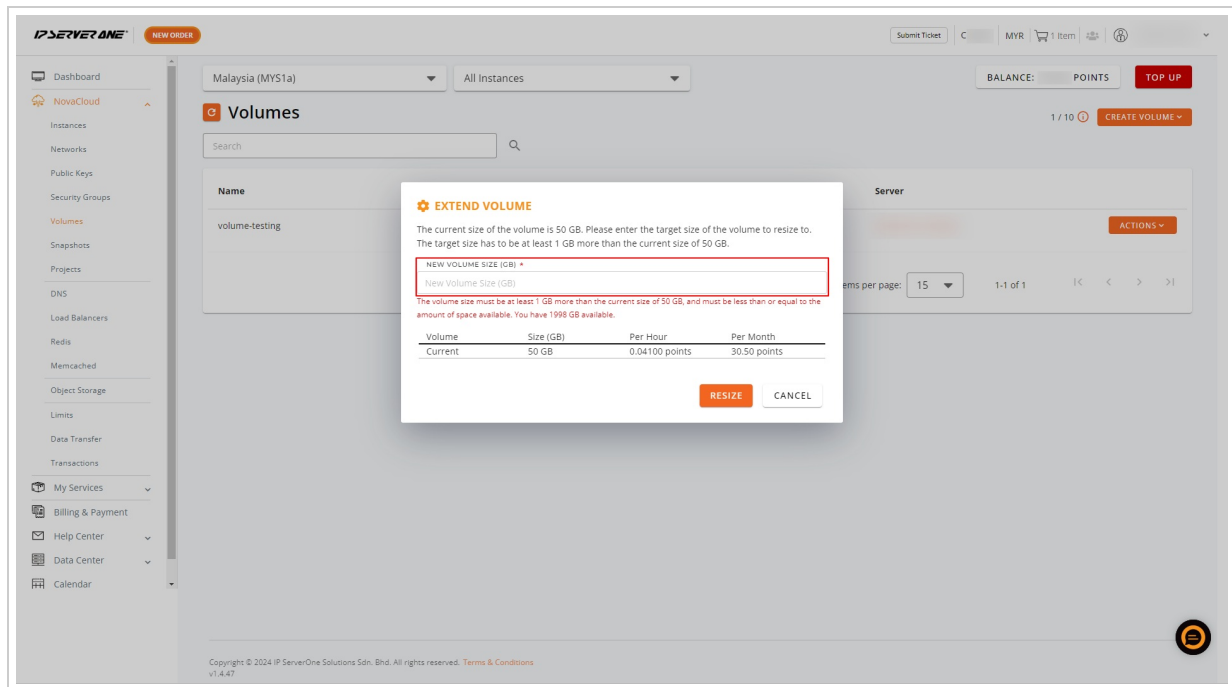 IP SERVER ONE
NEW ORDER
Submit Ticket
C
MYR
1 Item
Dashboard
NovaCloud
Instances
Networks
Public Keys
Security Groups
Volumes
Snapshots
Projects
DNS
Load Balancers
Redis
Memcached
Object Storage
Limits
Data Transfer
Transactions
My Services
Billing & Payment
Help Center
Data Center
Calendar
Malaysia (MYS1a)
All Instances
BALANCE: POINTS
TOP UP
Volumes
1 / 10
CREATE VOLUME
Search
Name
Server
volume-testing
ACTIONS
ems per page:
15
1-1 of 1
EXTEND VOLUME
The current size of the volume is 50 GB. Please enter the target size of the volume to resize to.
The target size has to be at least 1 GB more than the current size of 50 GB.
NEW VOLUME SIZE (GB) *
New Volume Size (GB)
The volume size must be at least 1 GB more than the current size of 50 GB, and must be less than or equal to the
amount of space available. You have 1998 GB available.
Volume Size (GB) Per Hour Per Month
Current 50 GB 0.04100 points 30.50 points
RESIZE
CANCEL
Copyright © 2024 IP ServerOne Solutions Sdn. Bhd. All rights reserved. Terms & Conditions
v1.4.47